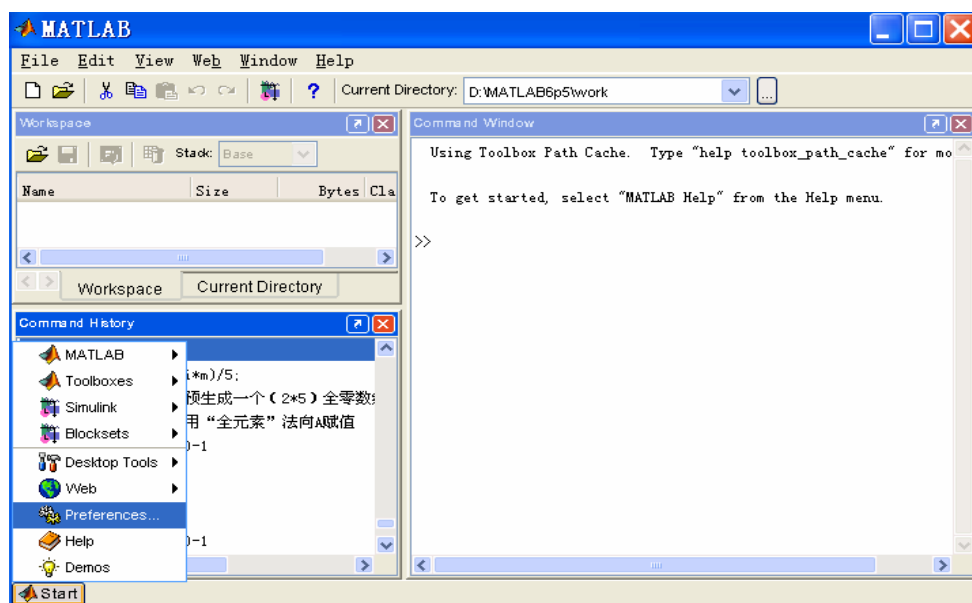 MATLAB
File Edit View Web Window Help
Current Directory: D:\MATLAB6p5\work ...
Workspace
Stack: Base
Name Size Bytes Cla
Workspace Current Directory
Command History
i*m)/5;
预生成一个(2*5)全零数
用“全元素”法向A赋值
)-1
)-1
MATLAB
Toolboxes
Simulink
Blocksets
Desktop Tools
Web
Preferences...
Help
Demos
Start
Command Window
Using Toolbox Path Cache. Type "help toolbox_path_cache" for mo
To get started, select "MATLAB Help" from the Help menu.
>>